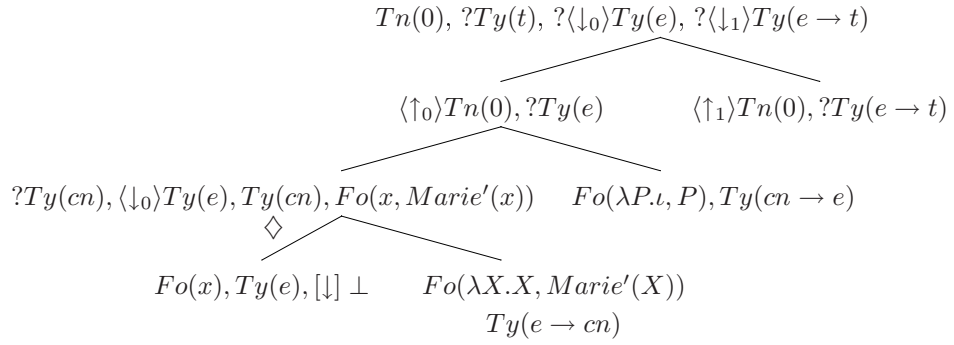 Tn(0), ?Ty(t), ?⟨↓₀⟩Ty(e), ?⟨↓₁⟩Ty(e → t)
⟨↑₀⟩Tn(0), ?Ty(e) ⟨↑₁⟩Tn(0), ?Ty(e → t)
?Ty(cn), ⟨↓₀⟩Ty(e), Ty(cn), Fo(x, Marie′(x)) Fo(λP.ι, P), Ty(cn → e)
♢
Fo(x), Ty(e), [↓] ⊥ Fo(λX.X, Marie′(X))
Ty(e → cn)